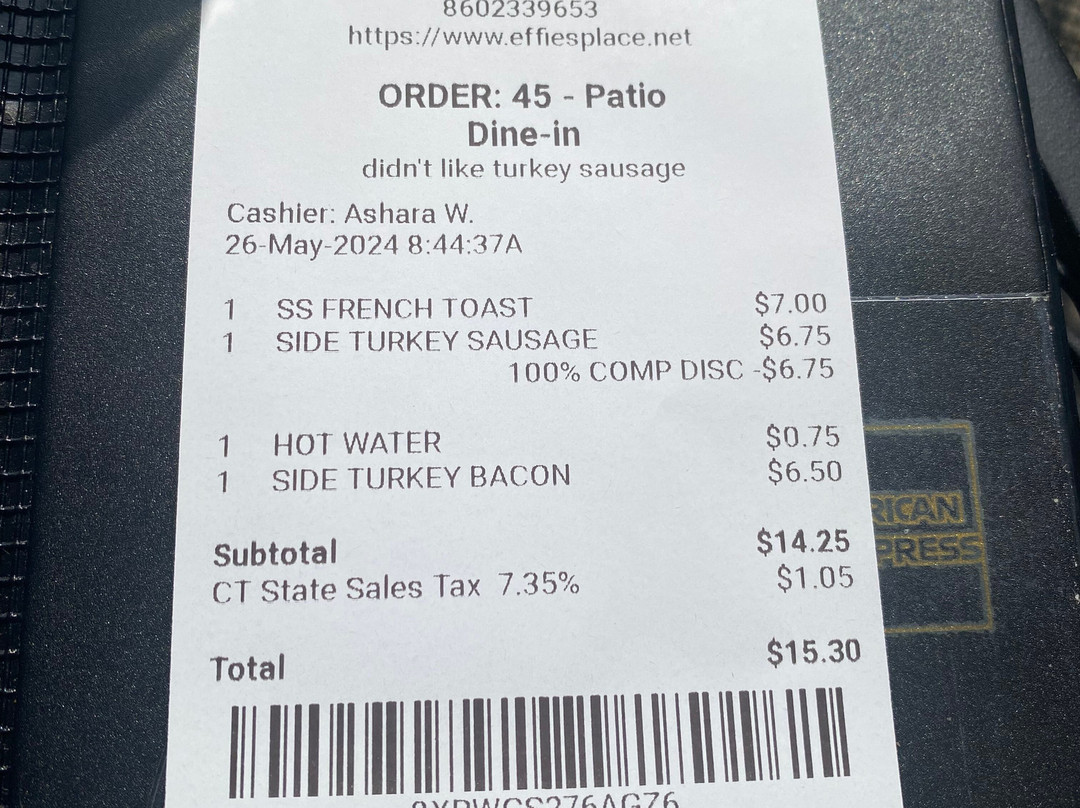 8602339653
https://www.effiesplace.net
ORDER: 45 - Patio
Dine-in
didn't like turkey sausage
Cashier: Ashara W.
26-May-2024 8:44:37A
1 SS FRENCH TOAST $7.00
1 SIDE TURKEY SAUSAGE $6.75
100% COMP DISC -$6.75
1 HOT WATER $0.75
1 SIDE TURKEY BACON $6.50
Subtotal $14.25
CT State Sales Tax 7.35% $1.05
Total $15.30
RICAN
PRESS